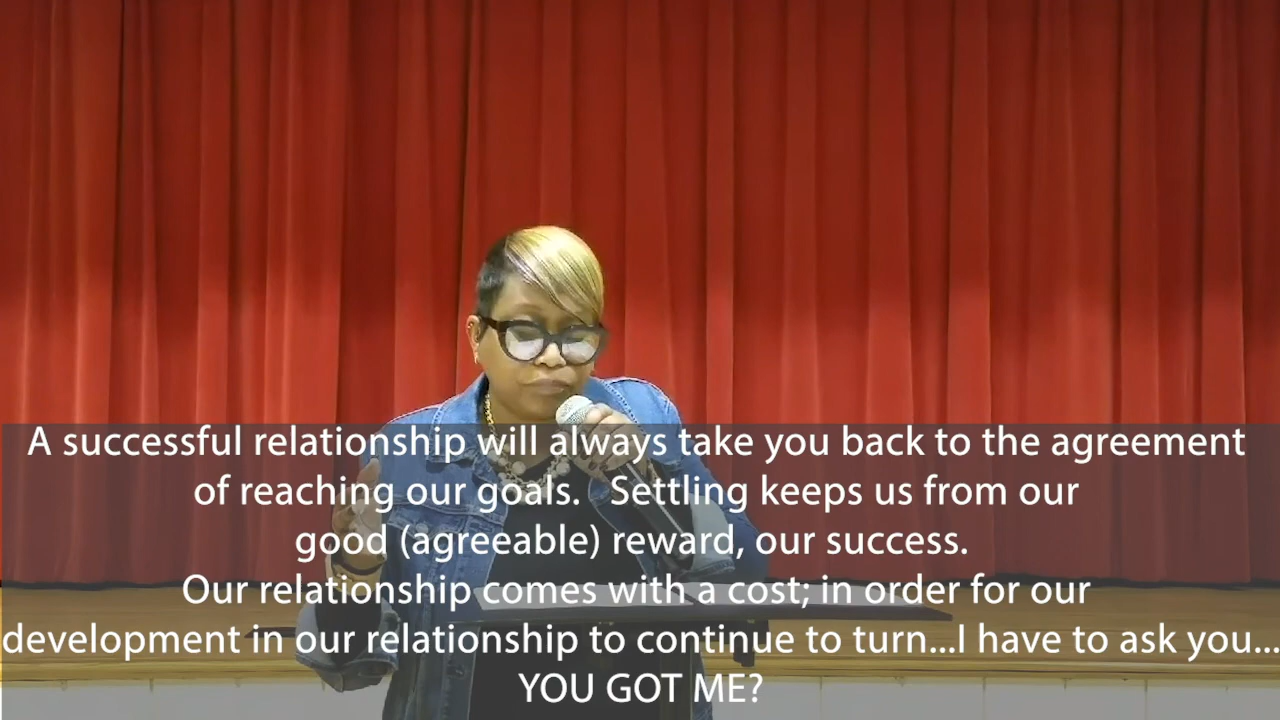 A successful relationship will always take you back to the agreement
of reaching our goals.   Settling keeps us from our
good (agreeable) reward, our success.
Our relationship comes with a cost; in order for our
development in our relationship to continue to turn...I have to ask you...
YOU GOT ME?